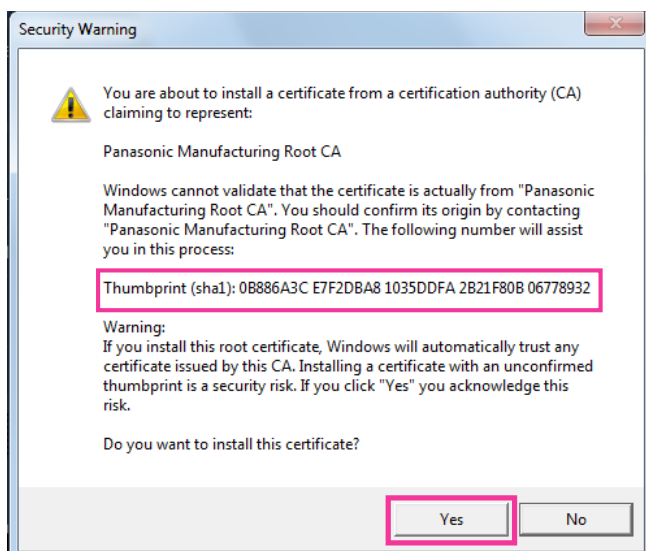 Security Warning
You are about to install a certificate from a certification authority (CA)
claiming to represent:
Panasonic Manufacturing Root CA
Windows cannot validate that the certificate is actually from "Panasonic
Manufacturing Root CA". You should confirm its origin by contacting
"Panasonic Manufacturing Root CA". The following number will assist
you in this process:
Thumbprint (sha1): 0B886A3C E7F2DBA8 1035DDFA 2B21F80B 06778932
Warning:
If you install this root certificate, Windows will automatically trust any
certificate issued by this CA. Installing a certificate with an unconfirmed
thumbprint is a security risk. If you click "Yes" you acknowledge this
risk.
Do you want to install this certificate?
Yes
No